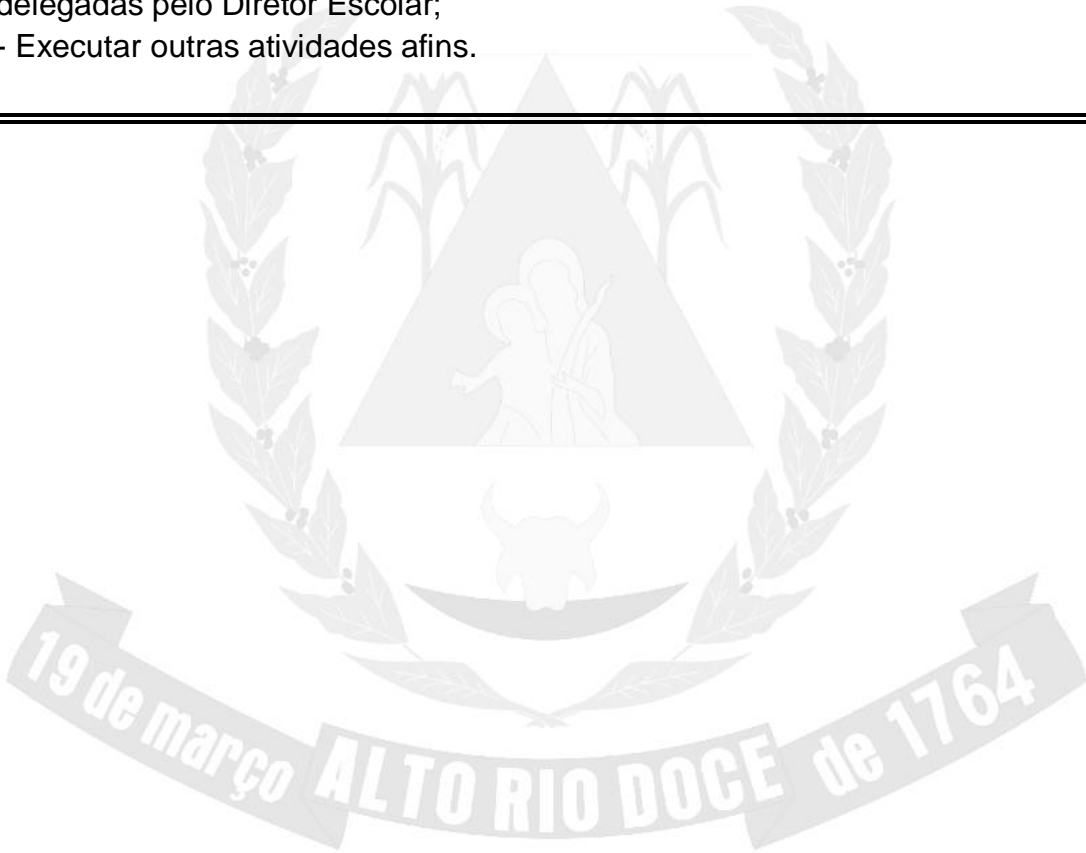 delegadas pelo Diretor Escolar;
- Executar outras atividades afins.
19 de março ALTO RIO DOCE de 1764